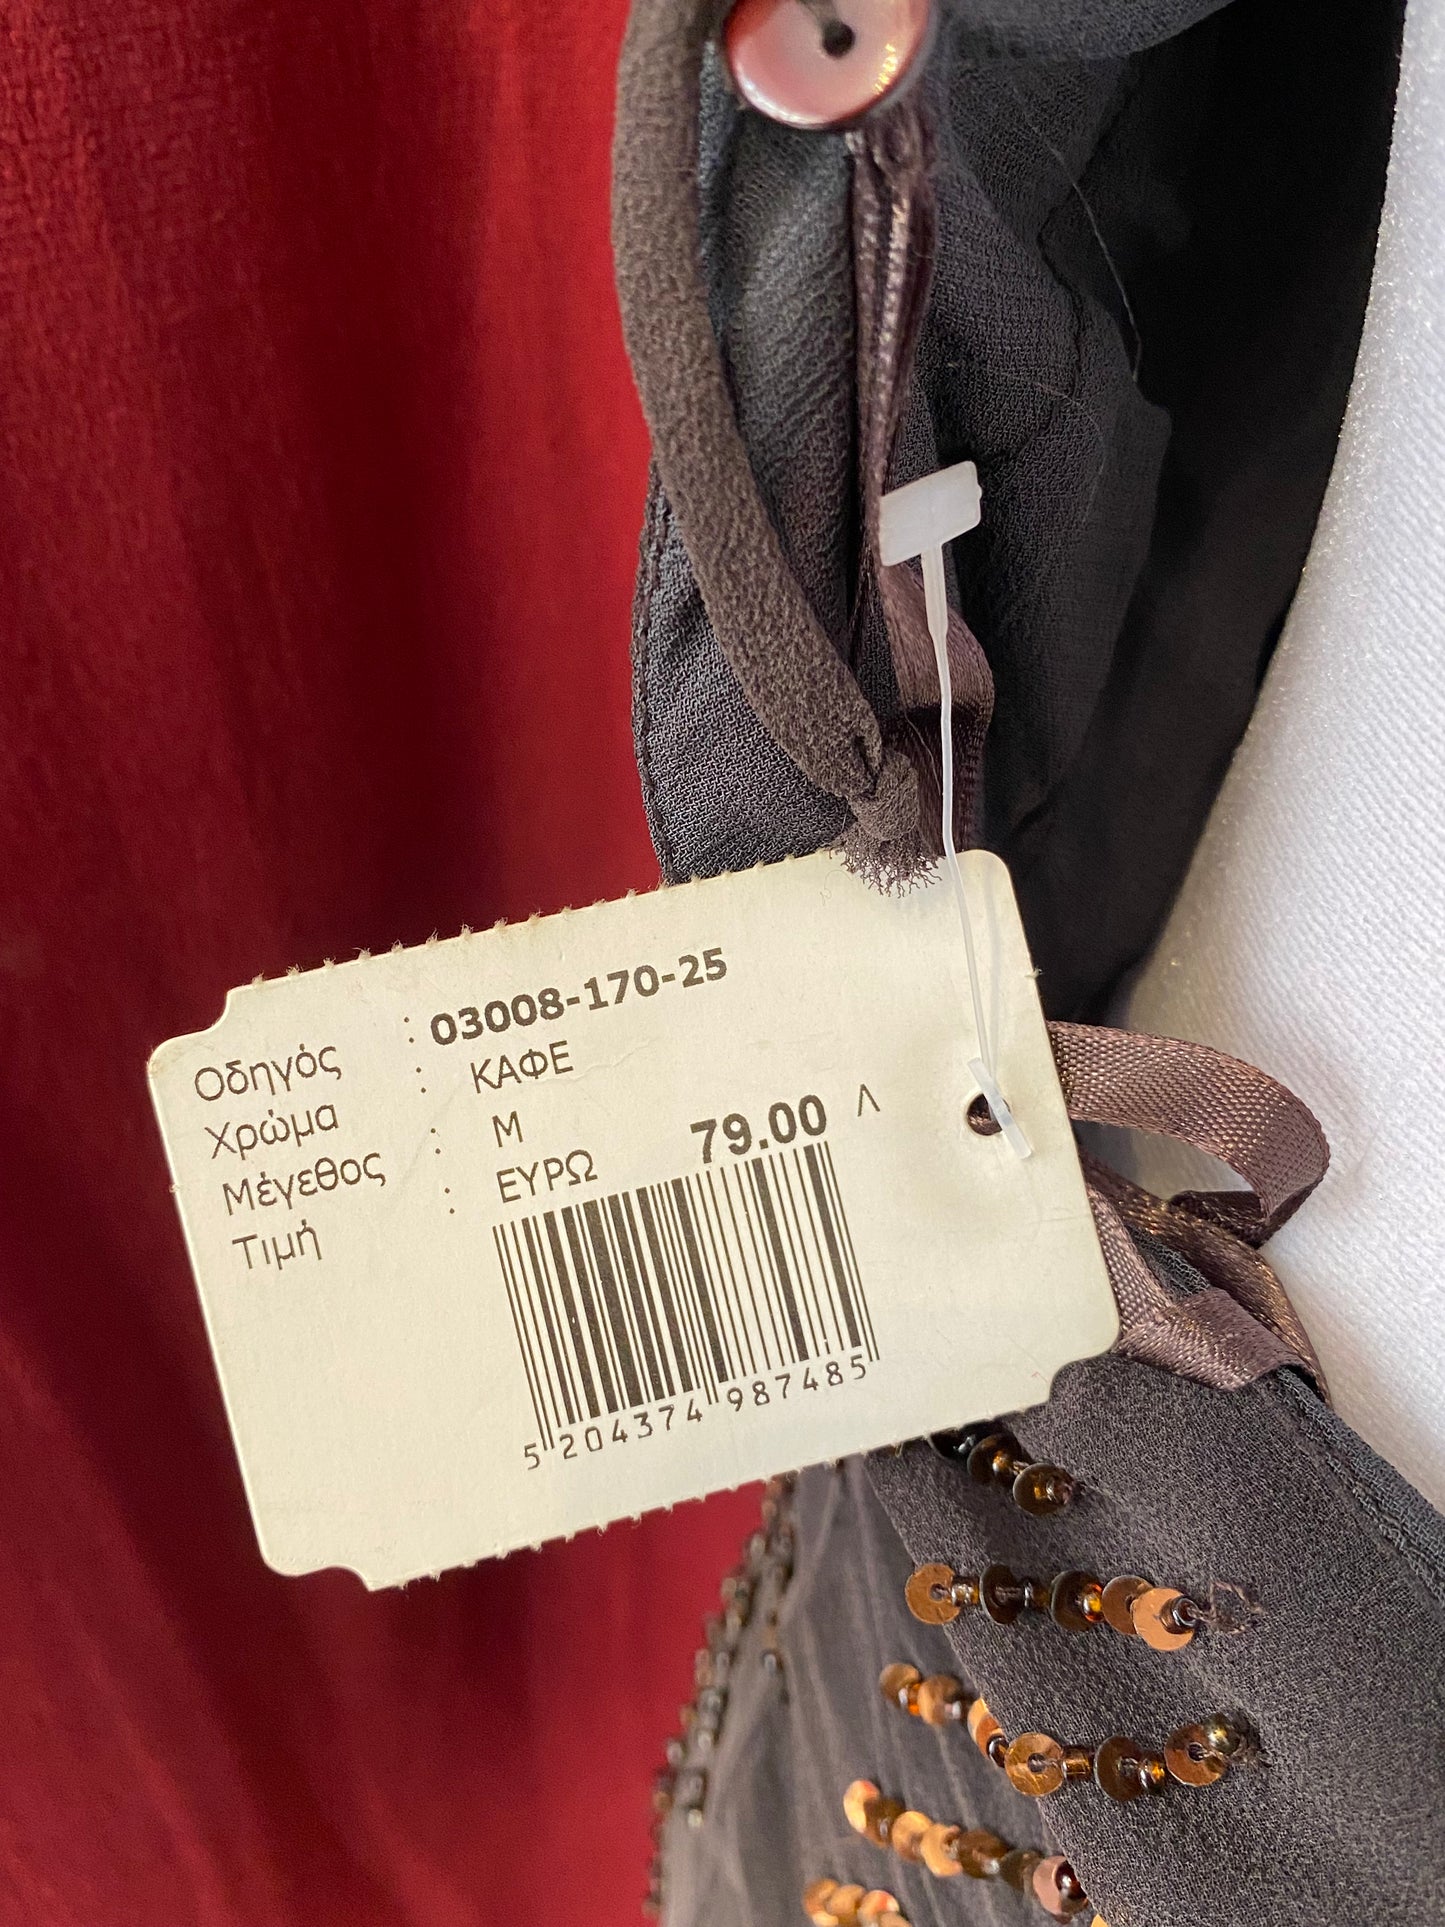 Οδηγός : 03008-170-25
Χρώμα : ΚΑΦΕ
Μέγεθος : M
Τιμή : ΕΥΡΩ 79.00 Λ
5 204374 987485